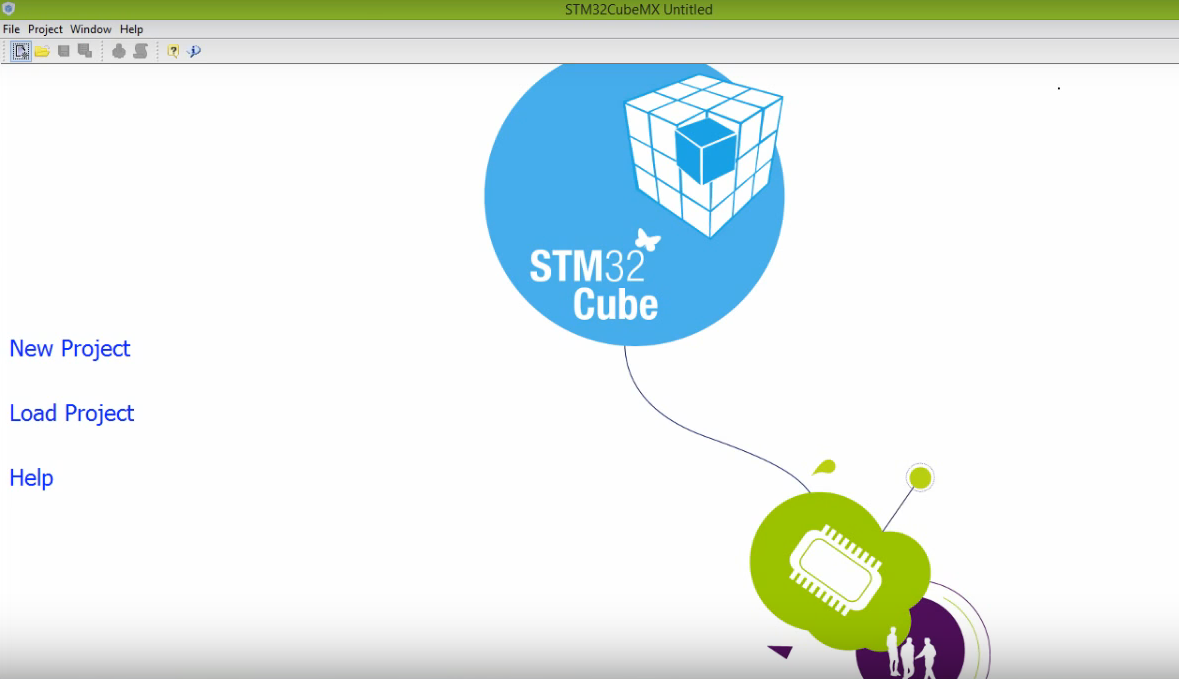 STM32CubeMX Untitled
File Project Window Help
STM32
Cube
New Project
Load Project
Help